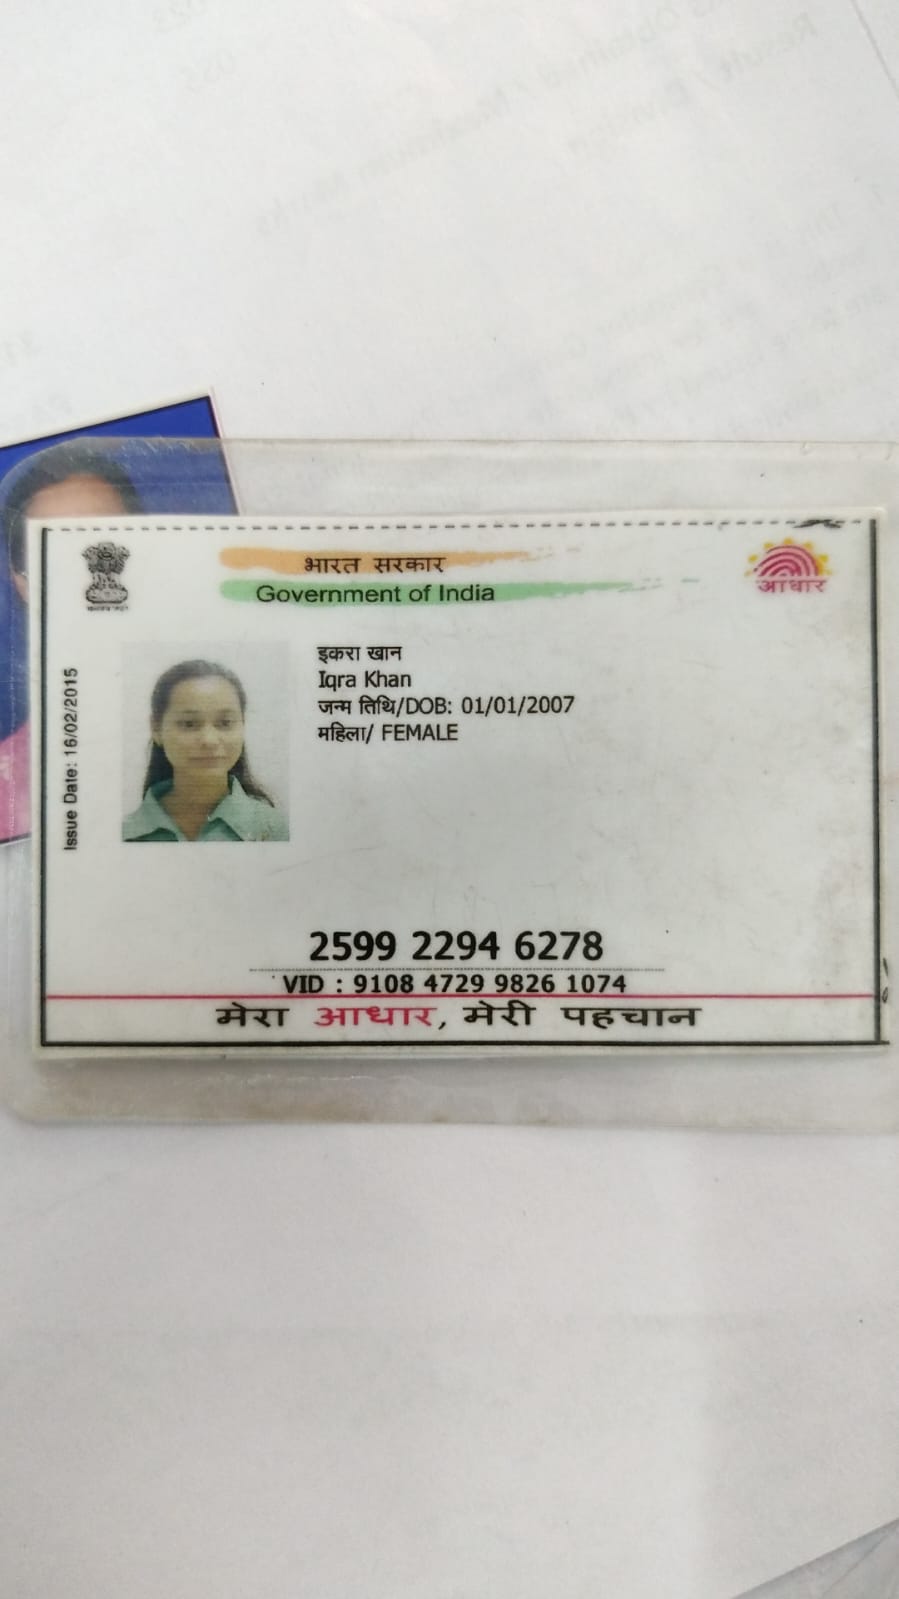 भारत सरकार
Government of India
आधार
इकरा खान
Iqra Khan
जन्म तिथि/DOB: 01/01/2007
महिला/ FEMALE
Issue Date: 16/02/2015
2599 2294 6278
VID : 9108 4729 9826 1074
मेरा आधार, मेरी पहचान